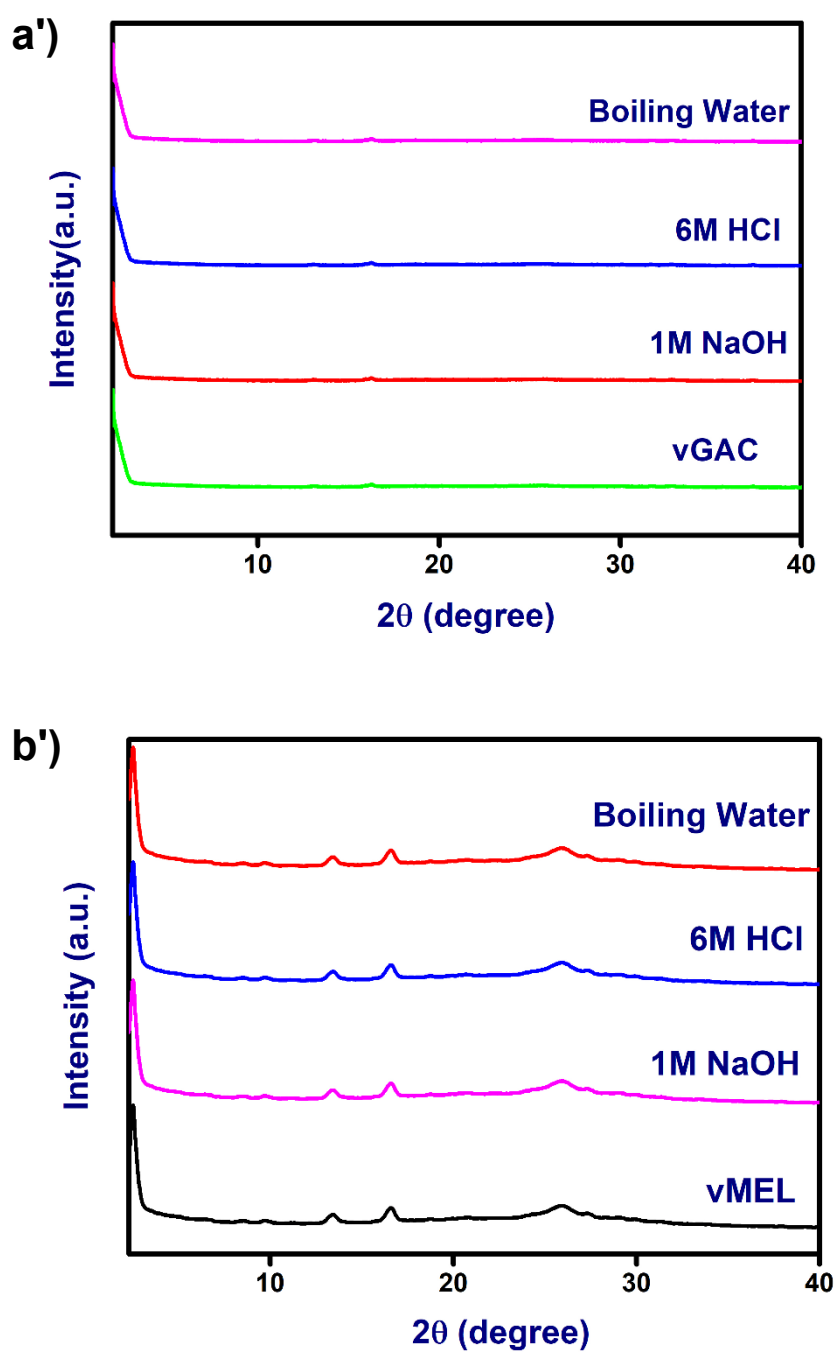 a')
Boiling Water
6M HCl
1M NaOH
vGAC
Intensity(a.u.)
10 20 30 40
2θ (degree)
b')
Boiling Water
6M HCl
1M NaOH
vMEL
Intensity (a.u.)
10 20 30 40
2θ (degree)